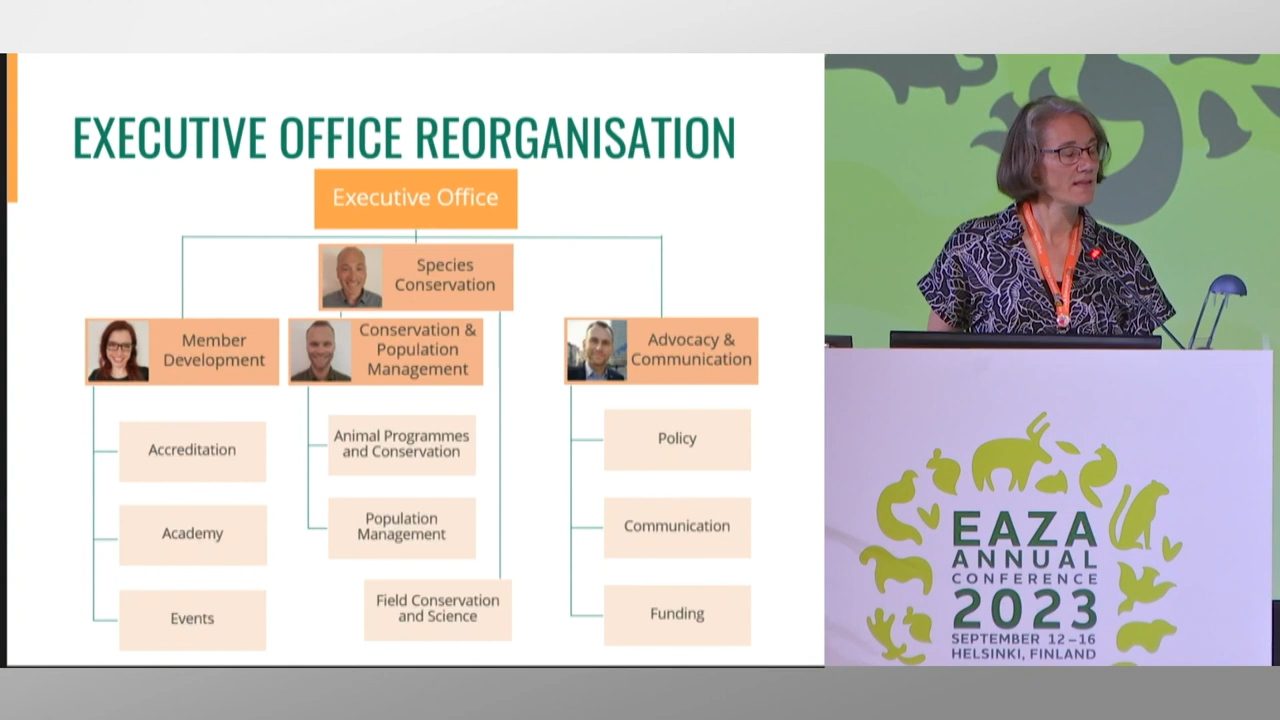 EXECUTIVE OFFICE REORGANISATION
Executive Office
Species
Conservation
Member
Development
Conservation &
Population
Management
Advocacy &
Communication
Accreditation
Academy
Events
Animal Programmes
and Conservation
Population
Management
Field Conservation
and Science
Policy
Communication
Funding
EAZA
ANNUAL
CONFERENCE
2023
SEPTEMBER 12–16
HELSINKI, FINLAND